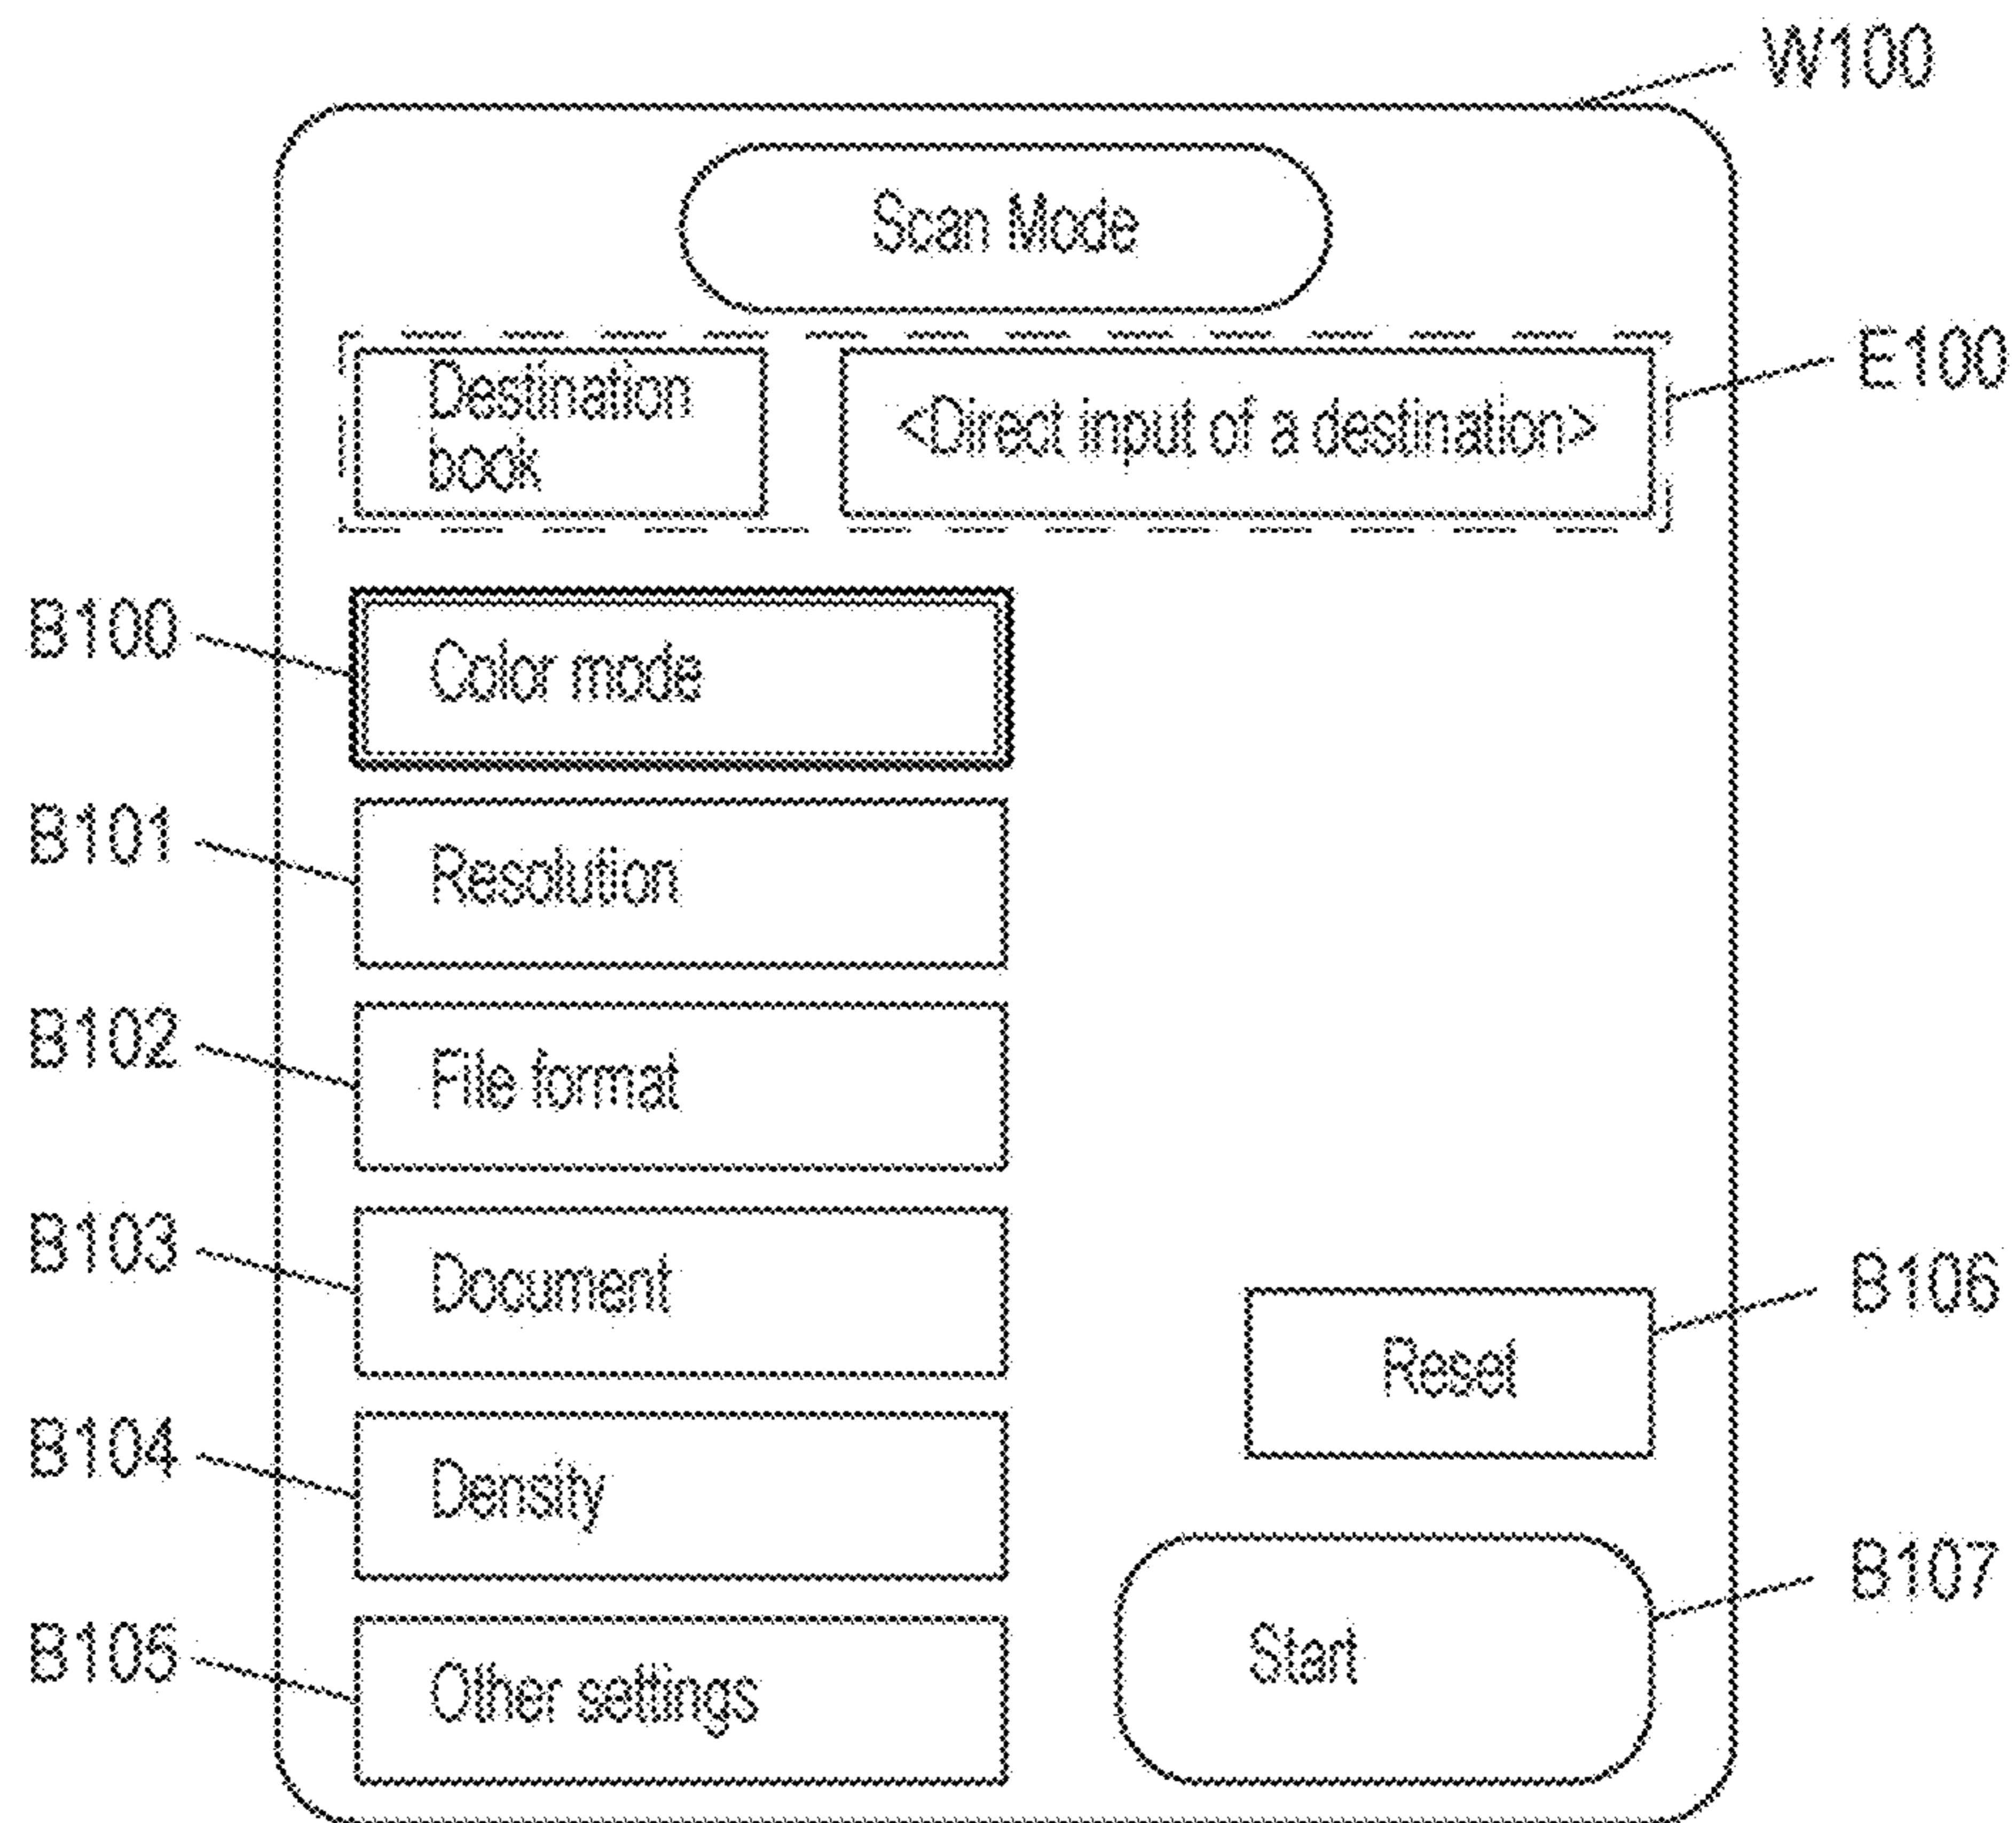 W100
Scan Mode
E100
Destination
book
<Direct input of a destination>
B100
Color mode
B101
Resolution
B102
File format
B103
Document
B106
Reset
B104
Density
B107
Start
B105
Other settings